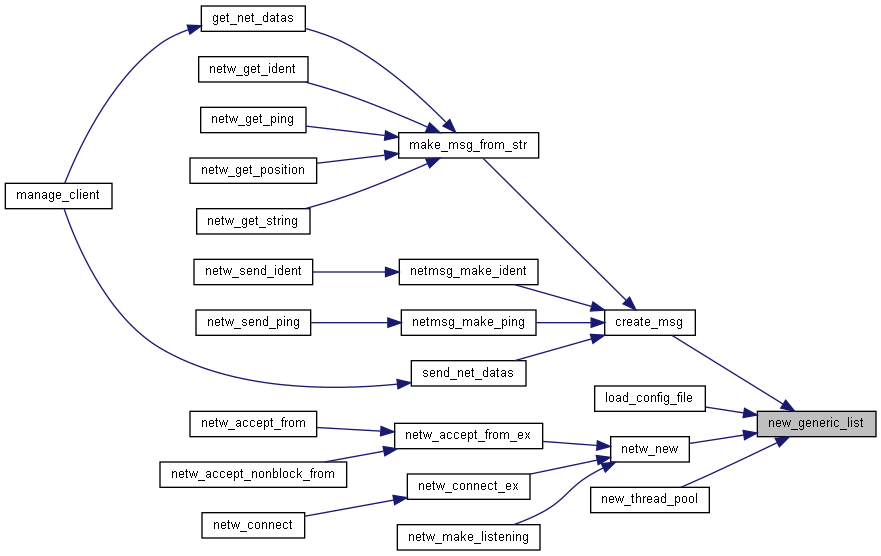 get_net_datas
netw_get_ident
netw_get_ping
make_msg_from_str
netw_get_position
manage_client
netw_get_string
netw_send_ident
netmsg_make_ident
netw_send_ping
netmsg_make_ping
create_msg
send_net_datas
load_config_file
new_generic_list
netw_accept_from
netw_accept_from_ex
netw_new
netw_accept_nonblock_from
netw_connect_ex
new_thread_pool
netw_connect
netw_make_listening